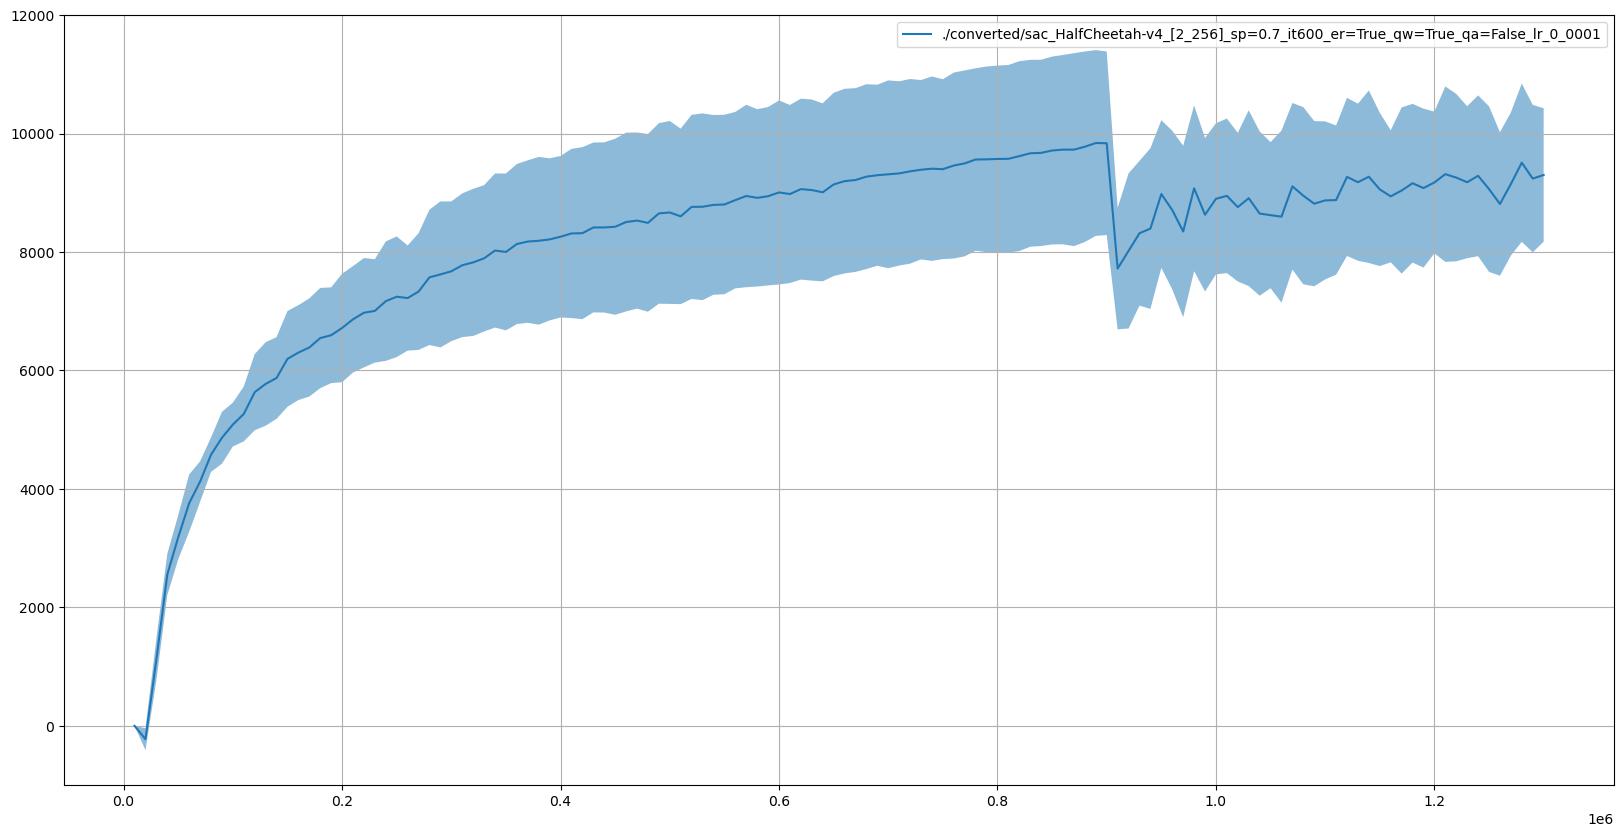 12000
./converted/sac_HalfCheetah-v4_[2_256]_sp=0.7_it600_er=True_qw=True_qa=False_lr_0_0001
10000
8000
6000
4000
2000
0
0.0 0.2 0.4 0.6 0.8 1.0 1.2
1e6